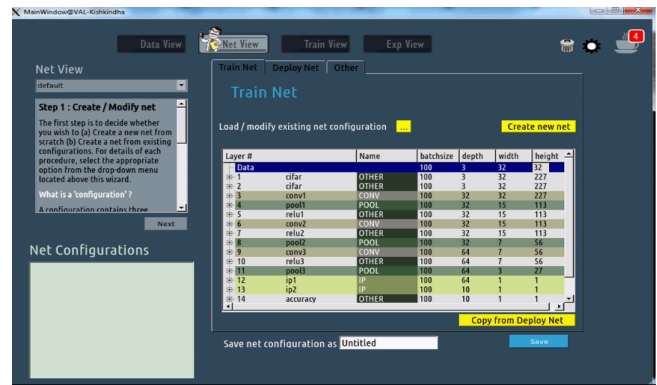 MainWindow@VAL-Kishkindha
Data View Net View Train View Exp View 4
Net View
default
Step 1 : Create / Modify net
The first step is to decide whether
you wish to (a) Create a new net from
scratch (b) Create a net from existing
configurations. For details of each
procedure, select the appropriate
option from the drop-down menu
located above this wizard.
What is a 'configuration' ?
A configuration contains three
Next
Net Configurations
Train Net Deploy Net Other
Train Net
Load / modify existing net configuration ... Create new net
Layer # Name batchsize depth width height
Data 100 3 32 32
1 cifar OTHER 100 3 32 227
2 cifar OTHER 100 3 32 227
3 conv1 CONV 100 32 32 227
4 pool1 POOL 100 32 15 113
5 relu1 OTHER 100 32 15 113
6 conv2 CONV 100 32 15 113
7 relu2 OTHER 100 32 15 113
8 pool2 POOL 100 32 7 56
9 conv3 CONV 100 64 7 56
10 relu3 OTHER 100 64 7 56
11 pool3 POOL 100 64 3 27
12 ip1 IP 100 64 1 1
13 ip2 IP 100 10 1 1
14 accuracy OTHER 100 10 1 1
Copy from Deploy Net
Save net configuration as Untitled Save